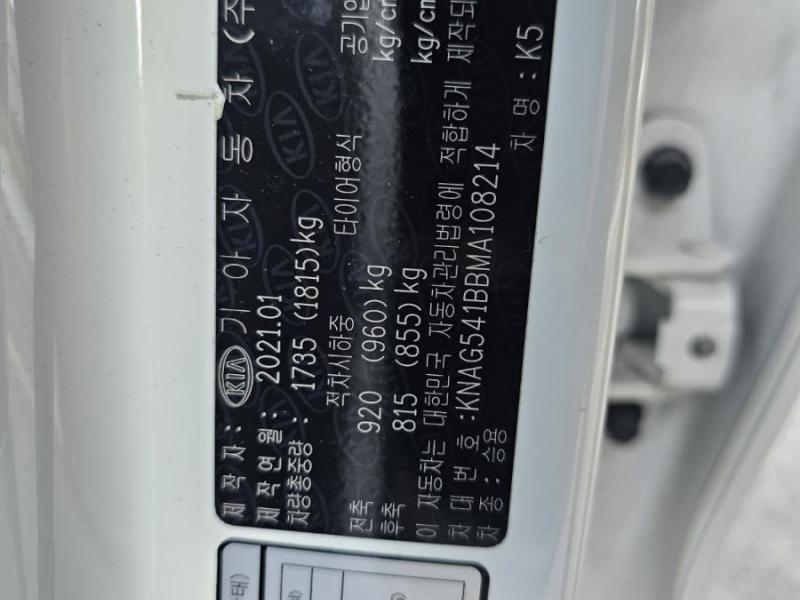 제 작 자 : KIA 기 아 자 동 차 (주
제 작 연 월 : 2021.01
차량총중량 : 1735 (1815)kg
적차시하중 타이어형식 공기압
전축 920 (960)kg kg/cm
후축 815 (855)kg kg/cm
이 자동차는 대한민국 자동차관리법령에 적합하게 제작되
차 대 번 호 : KNAG541BBMA108214
차 종 : 승용 차 명 : K5